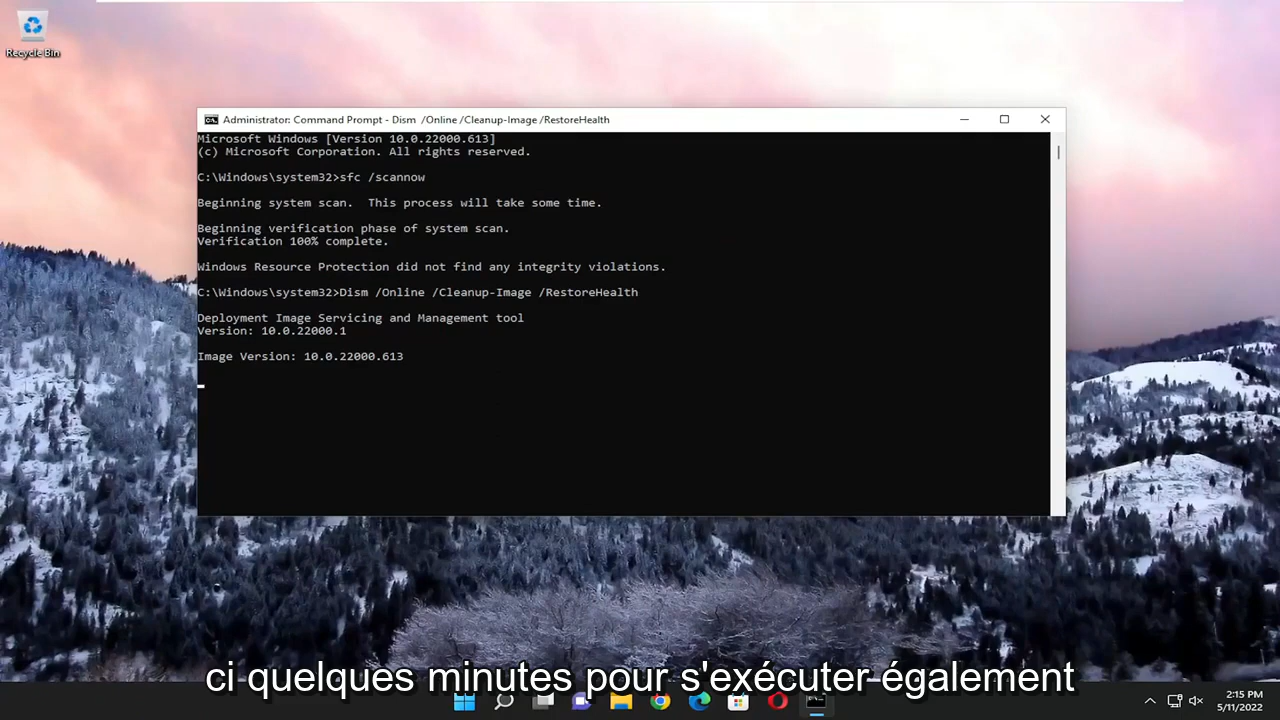 Recycle Bin
Administrator: Command Prompt - Dism  /Online /Cleanup-Image /RestoreHealth
Microsoft Windows [Version 10.0.22000.613]
(c) Microsoft Corporation. All rights reserved.
C:\Windows\system32>sfc /scannow
Beginning system scan.  This process will take some time.
Beginning verification phase of system scan.
Verification 100% complete.
Windows Resource Protection did not find any integrity violations.
C:\Windows\system32>Dism /Online /Cleanup-Image /RestoreHealth
Deployment Image Servicing and Management tool
Version: 10.0.22000.1
Image Version: 10.0.22000.613
ci quelques minutes pour s'exécuter également
2:15 PM
5/11/2022